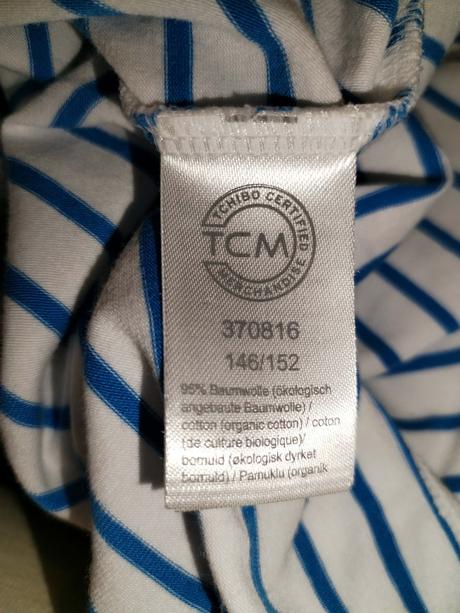 TCHIBO CERTIFIED
TCM
MERCHANDISE
370816
146/152
95% Baumwolle (ökologisch
angebaute Baumwolle) /
cotton (organic cotton) / coton
(de culture biologique)/
bomuld (økologisk dyrket
bomuld) / Pamuklu (organik